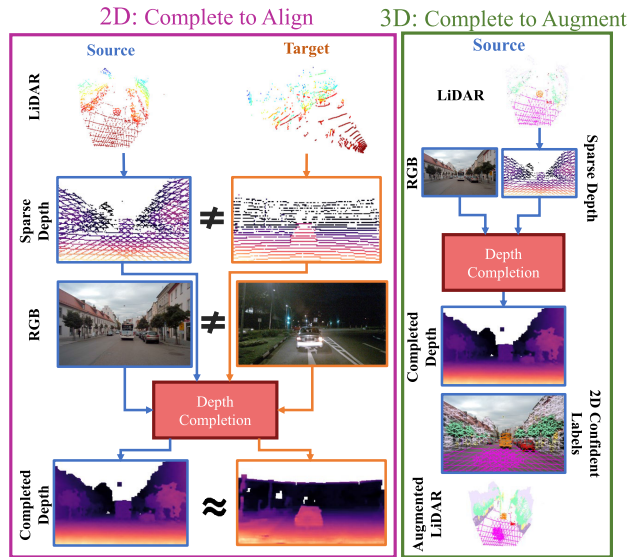 2D: Complete to Align
Source
Target
LiDAR
Sparse
Depth
≠
RGB
≠
Depth
Completion
Completed
Depth
≈
3D: Complete to Augment
Source
LiDAR
RGB
Sparse Depth
Depth
Completion
Completed
Depth
2D Confident
Labels
Augmented
LiDAR